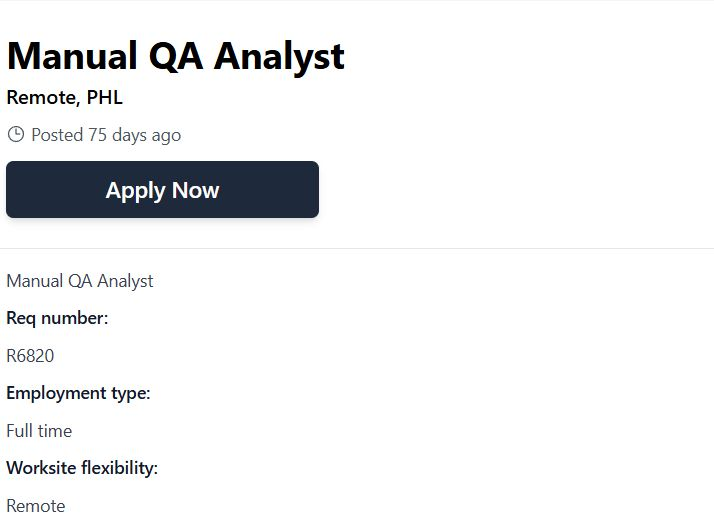 Manual QA Analyst
Remote, PHL
Posted 75 days ago
Apply Now
Manual QA Analyst
Req number:
R6820
Employment type:
Full time
Worksite flexibility:
Remote